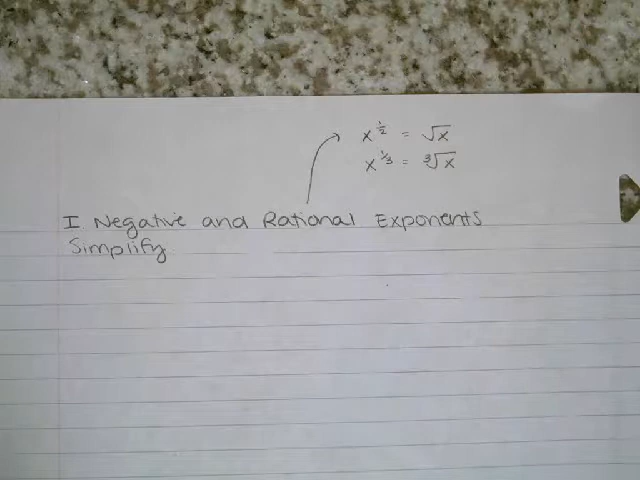 x^½ = √x
x^⅓ = ∛x
I Negative and Rational Exponents
Simplify